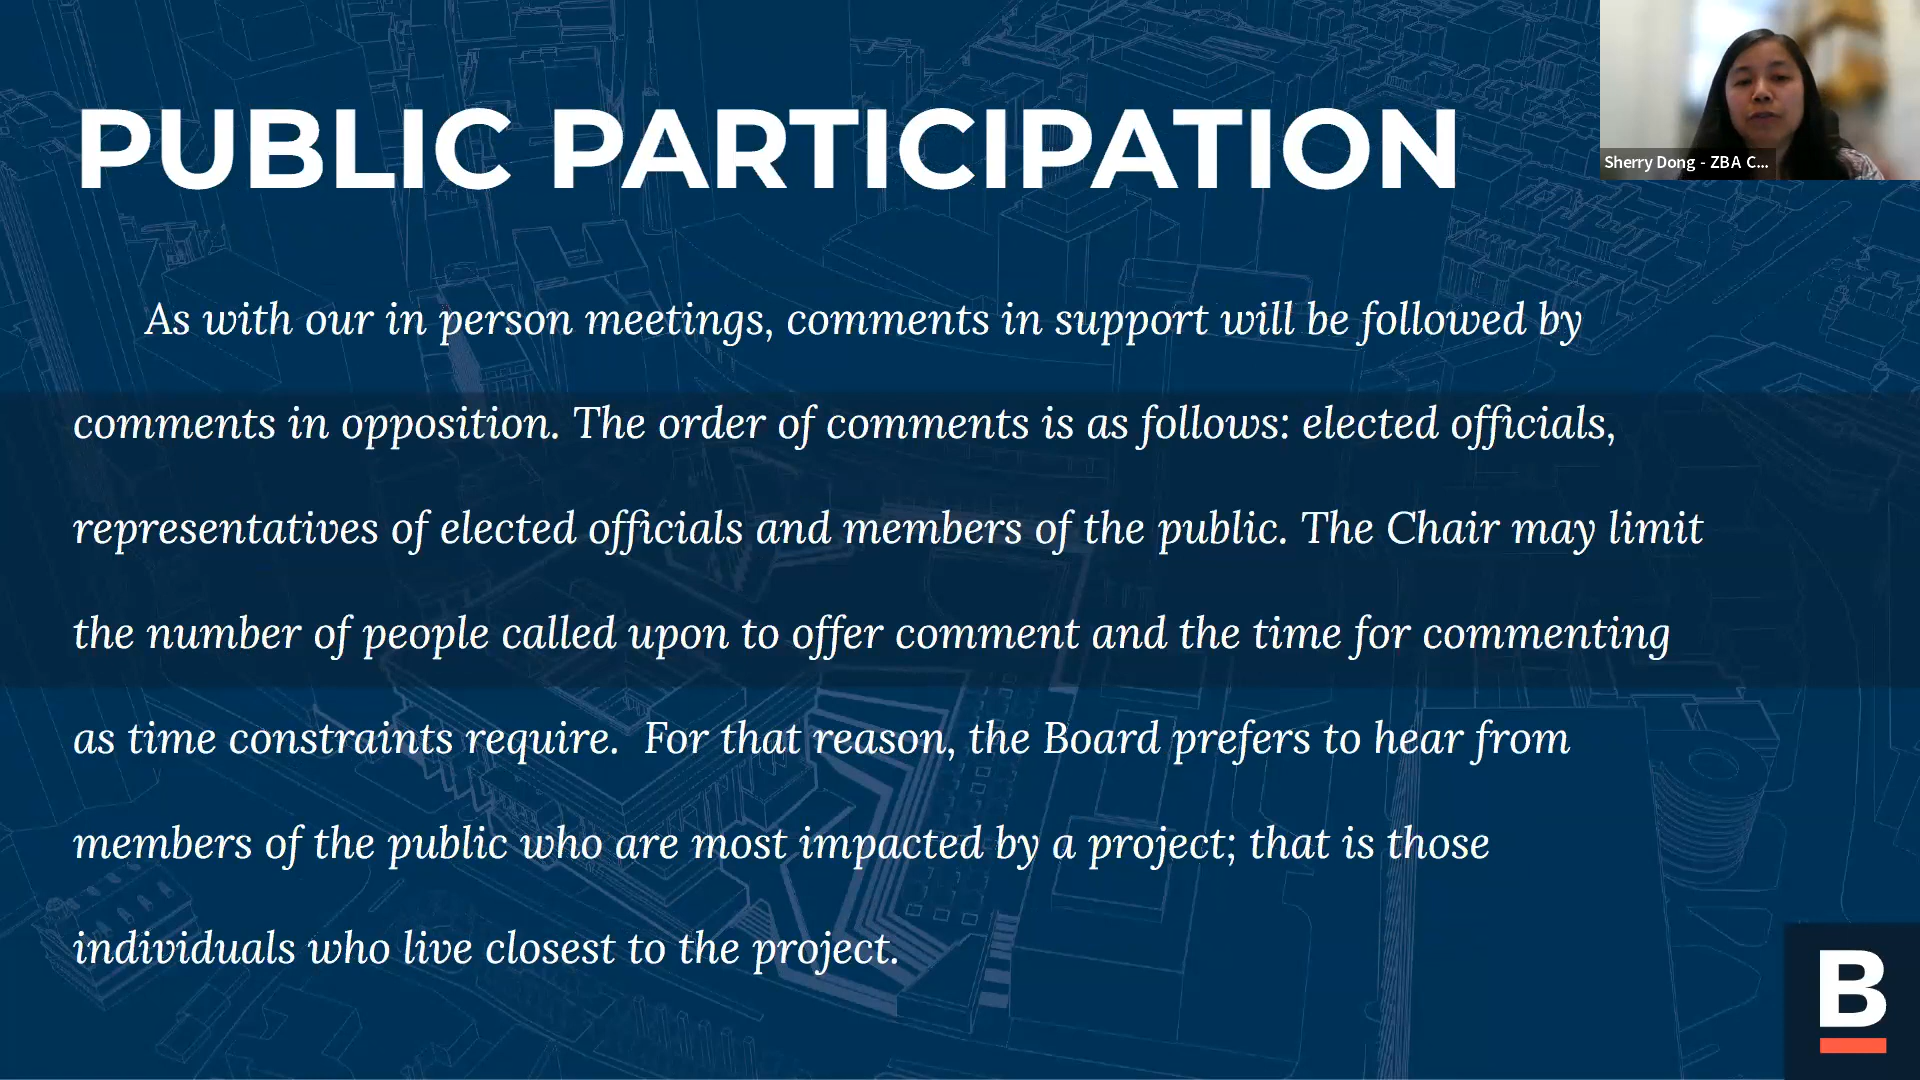 PUBLIC PARTICIPATION
Sherry Dong - ZBA C...
As with our in person meetings, comments in support will be followed by
comments in opposition. The order of comments is as follows: elected officials,
representatives of elected officials and members of the public. The Chair may limit
the number of people called upon to offer comment and the time for commenting
as time constraints require.  For that reason, the Board prefers to hear from
members of the public who are most impacted by a project; that is those
individuals who live closest to the project.
B